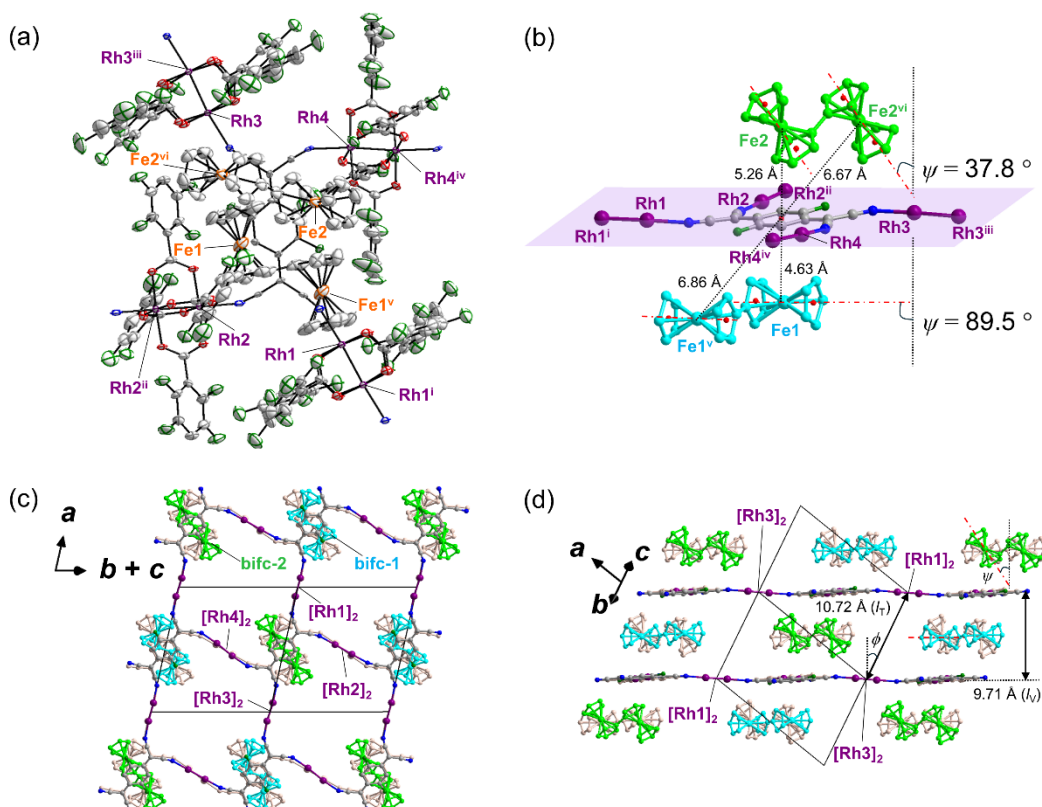 (a)
Rh3ⁱⁱⁱ
Rh3
Rh4
Fe2ᵛⁱ
Rh4ⁱᵛ
Fe1
Fe2
Fe1ᵛ
Rh2
Rh1
Rh2ⁱⁱ
Rh1ⁱ
(b)
Fe2ᵛⁱ
Fe2
5.26 Å
6.67 Å
ψ = 37.8 °
Rh2
Rh2ⁱⁱ
Rh1
Rh1ⁱ
Rh3
Rh4
Rh4ⁱᵛ
Rh3ⁱⁱⁱ
6.86 Å
4.63 Å
ψ = 89.5 °
Fe1
Fe1ᵛ
(c)
a
b + c
bifc-2
bifc-1
[Rh1]₂
[Rh4]₂
[Rh2]₂
[Rh3]₂
(d)
[Rh3]₂
a
c
b
[Rh1]₂
ψ
10.72 Å (lT)
ϕ
9.71 Å (lV)
[Rh1]₂
[Rh3]₂